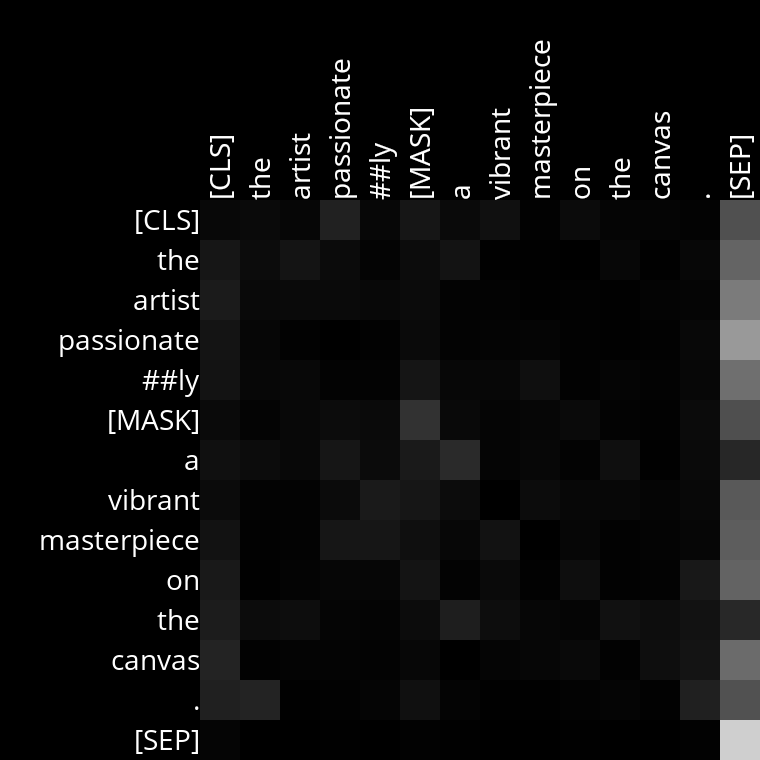 [CLS]
the
artist
passionate
##ly
[MASK]
a
vibrant
masterpiece
on
the
canvas
.
[SEP]
[CLS]
the
artist
passionate
##ly
[MASK]
a
vibrant
masterpiece
on
the
canvas
.
[SEP]